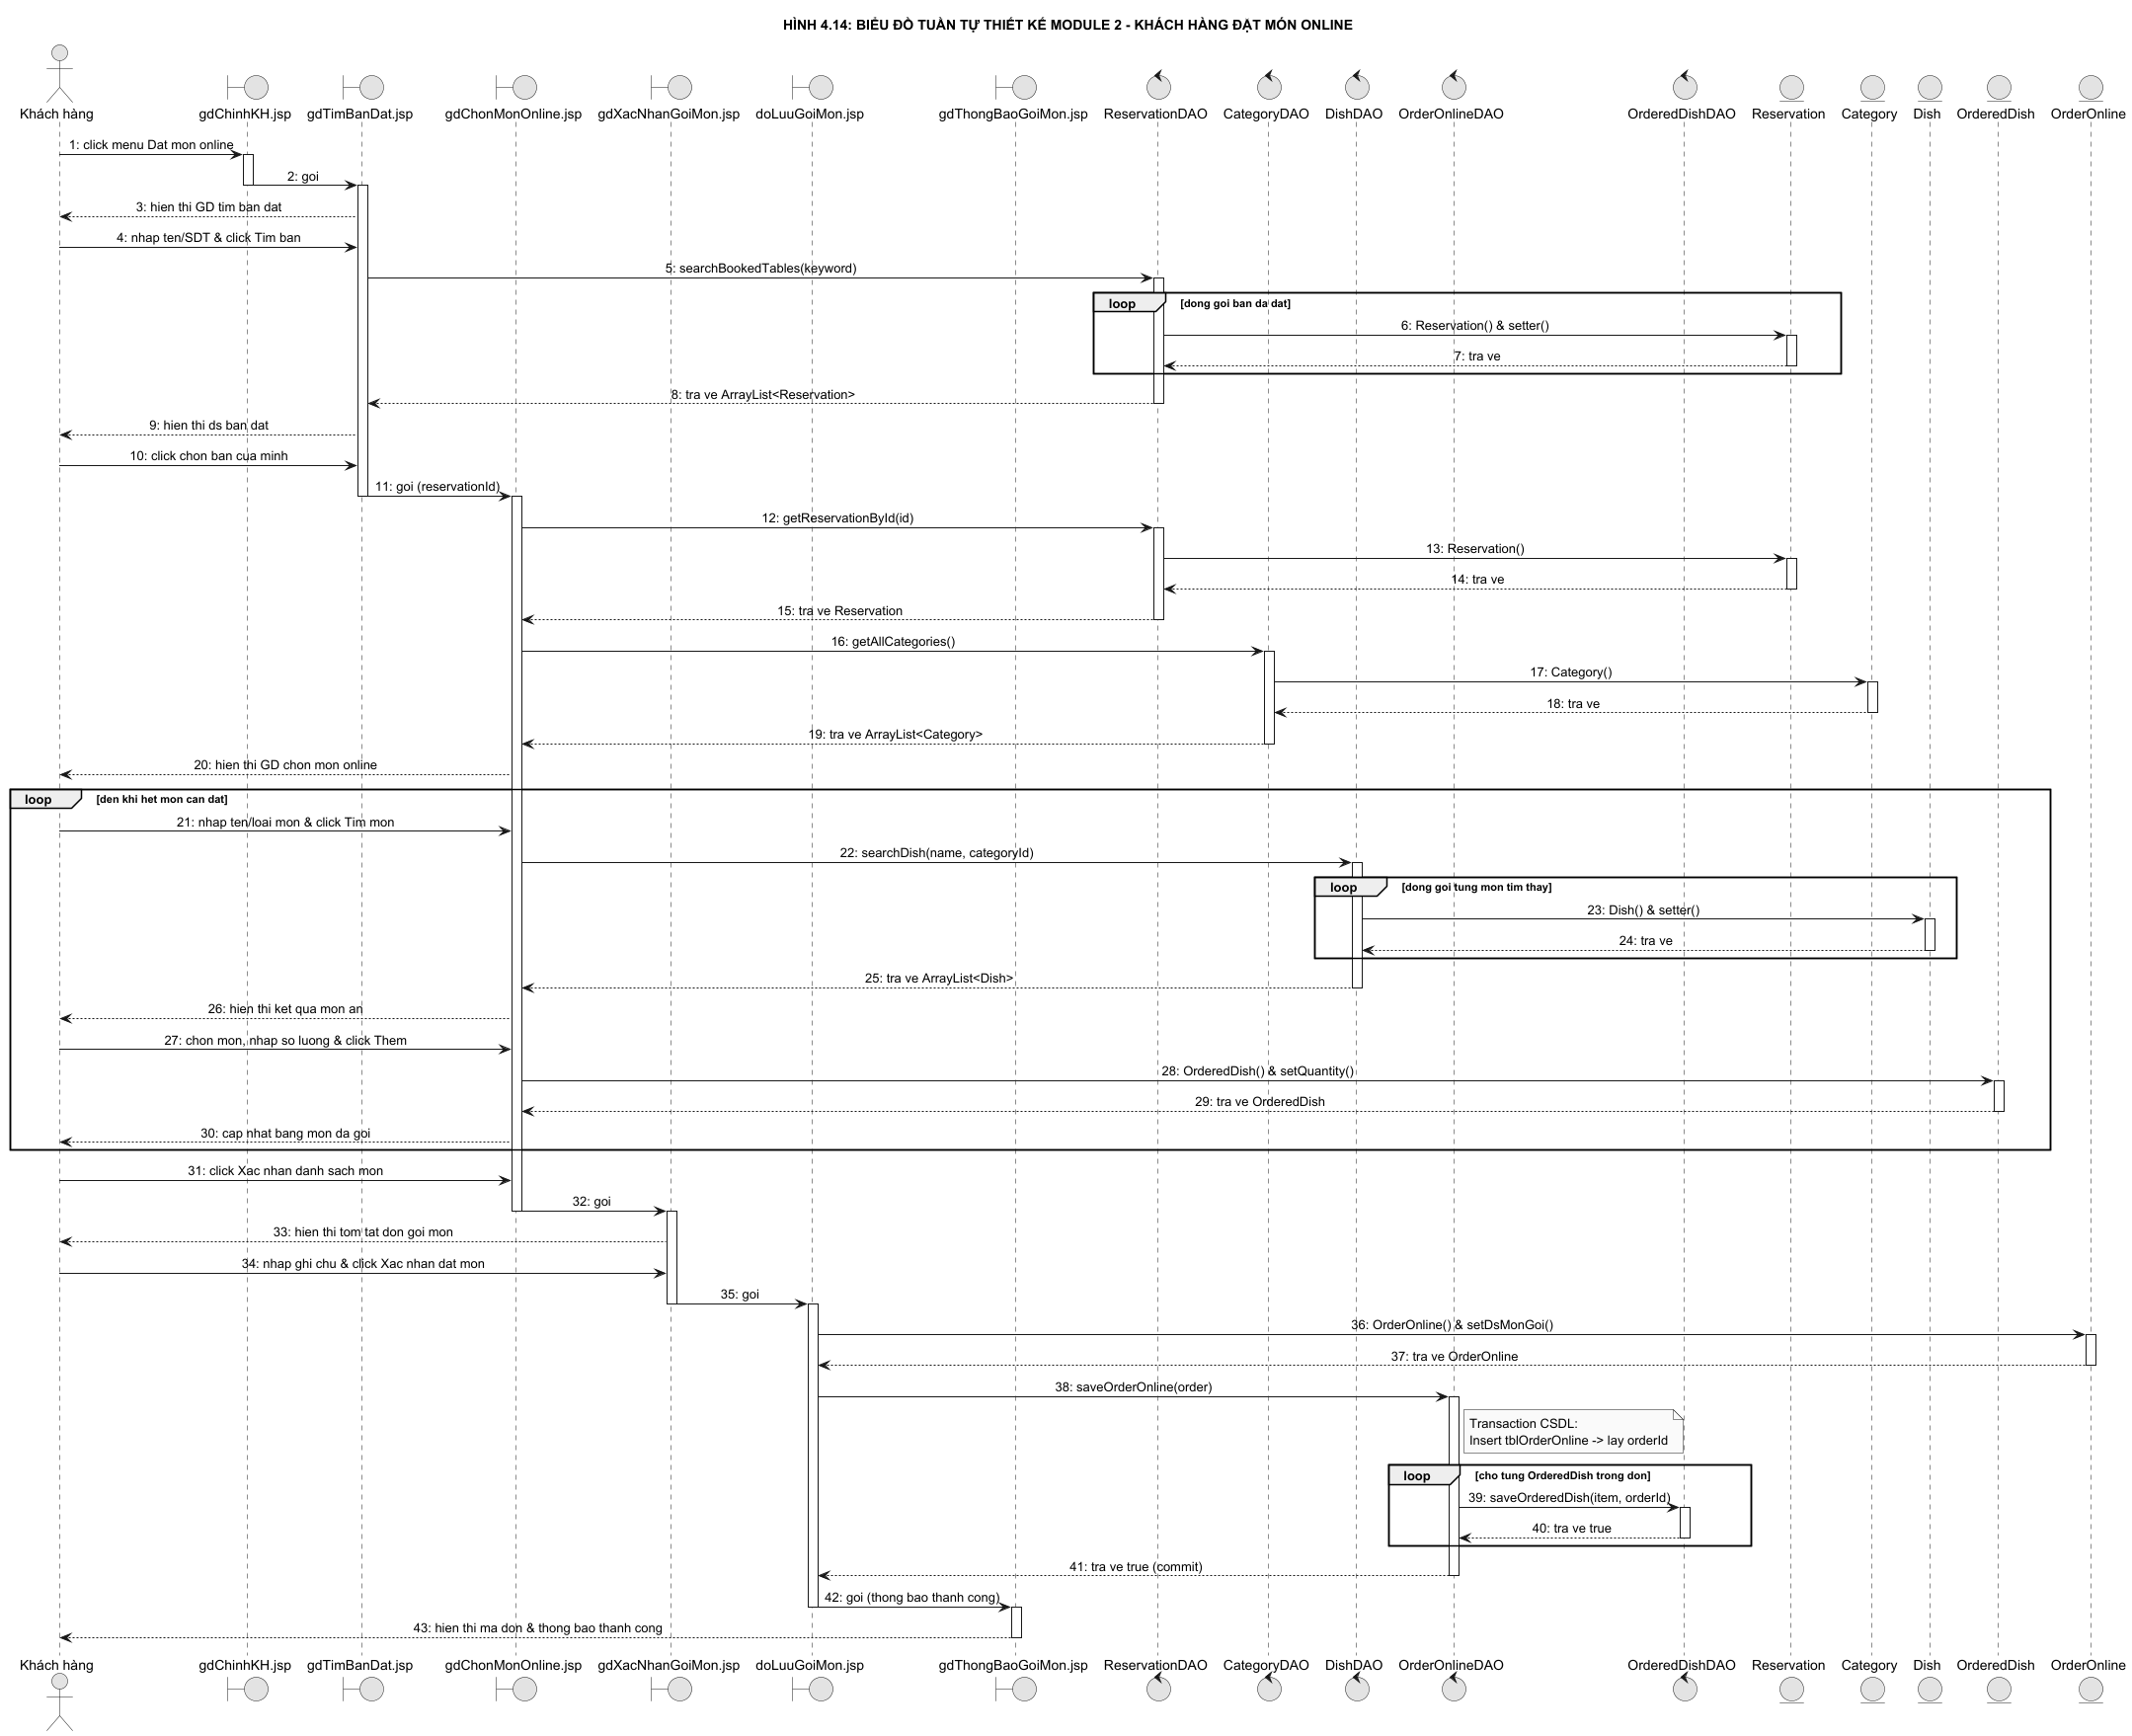 HÌNH 4.14: BIỂU ĐỒ TUẦN TỰ THIẾT KẾ MODULE 2 - KHÁCH HÀNG ĐẶT MÓN ONLINE
Khách hàng
gdChinhKH.jsp
gdTimBanDat.jsp
gdChonMonOnline.jsp
gdXacNhanGoiMon.jsp
doLuuGoiMon.jsp
gdThongBaoGoiMon.jsp
ReservationDAO
CategoryDAO
DishDAO
OrderOnlineDAO
OrderedDishDAO
Reservation
Category
Dish
OrderedDish
OrderOnline
1: click menu Dat mon online
2: goi
3: hien thi GD tim ban dat
4: nhap ten/SDT & click Tim ban
5: searchBookedTables(keyword)
loop [dong goi ban da dat]
6: Reservation() & setter()
7: tra ve
8: tra ve ArrayList<Reservation>
9: hien thi ds ban dat
10: click chon ban cua minh
11: goi (reservationId)
12: getReservationById(id)
13: Reservation()
14: tra ve
15: tra ve Reservation
16: getAllCategories()
17: Category()
18: tra ve
19: tra ve ArrayList<Category>
20: hien thi GD chon mon online
loop [den khi het mon can dat]
21: nhap ten/loai mon & click Tim mon
22: searchDish(name, categoryId)
loop [dong goi tung mon tim thay]
23: Dish() & setter()
24: tra ve
25: tra ve ArrayList<Dish>
26: hien thi ket qua mon an
27: chon mon, nhap so luong & click Them
28: OrderedDish() & setQuantity()
29: tra ve OrderedDish
30: cap nhat bang mon da goi
31: click Xac nhan danh sach mon
32: goi
33: hien thi tom tat don goi mon
34: nhap ghi chu & click Xac nhan dat mon
35: goi
36: OrderOnline() & setDsMonGoi()
37: tra ve OrderOnline
38: saveOrderOnline(order)
Transaction CSDL:
Insert tblOrderOnline -> lay orderId
loop [cho tung OrderedDish trong don]
39: saveOrderedDish(item, orderId)
40: tra ve true
41: tra ve true (commit)
42: goi (thong bao thanh cong)
43: hien thi ma don & thong bao thanh cong
Khách hàng
gdChinhKH.jsp
gdTimBanDat.jsp
gdChonMonOnline.jsp
gdXacNhanGoiMon.jsp
doLuuGoiMon.jsp
gdThongBaoGoiMon.jsp
ReservationDAO
CategoryDAO
DishDAO
OrderOnlineDAO
OrderedDishDAO
Reservation
Category
Dish
OrderedDish
OrderOnline